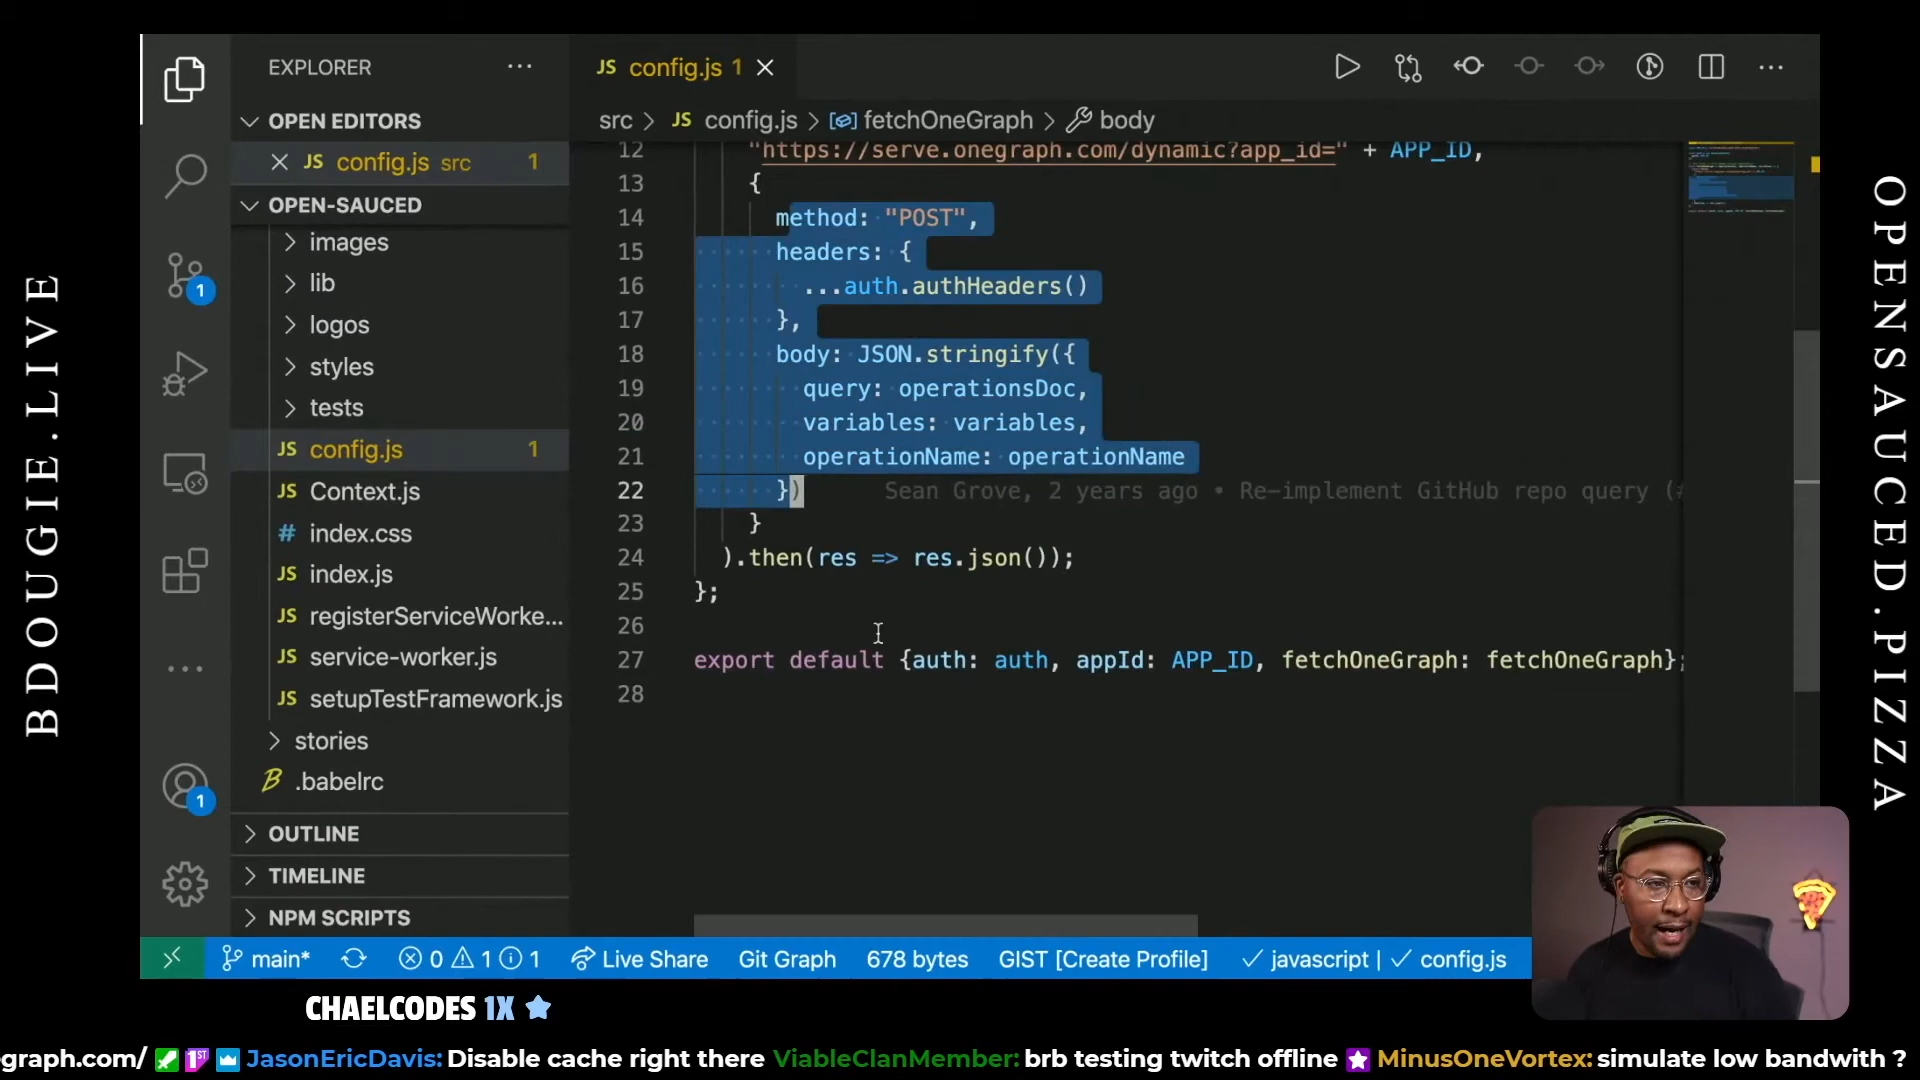 BDOUGIE.LIVE
EXPLORER
OPEN EDITORS
JS config.js src 1
OPEN-SAUCED
images
lib
logos
styles
tests
JS config.js 1
JS Context.js
# index.css
JS index.js
JS registerServiceWorke...
JS service-worker.js
JS setupTestFramework.js
stories
.babelrc
OUTLINE
TIMELINE
NPM SCRIPTS
1
1
JS config.js 1
src > JS config.js > fetchOneGraph > body
12 "https://serve.onegraph.com/dynamic?app_id=" + APP_ID,
13 {
14 method: "POST",
15 headers: {
16 ...auth.authHeaders()
17 },
18 body: JSON.stringify({
19 query: operationsDoc,
20 variables: variables,
21 operationName: operationName
22 }) Sean Grove, 2 years ago • Re-implement GitHub repo query (#
23 }
24 ).then(res => res.json());
25 };
26
27 export default {auth: auth, appId: APP_ID, fetchOneGraph: fetchOneGraph};
28
main* 0 1 1 Live Share Git Graph 678 bytes GIST [Create Profile] ✓ javascript | ✓ config.js
OPENSAUCED.PIZZA
CHAELCODES 1X
egraph.com/ 1ST JasonEricDavis: Disable cache right there ViableClanMember: brb testing twitch offline MinusOneVortex: simulate low bandwith ?